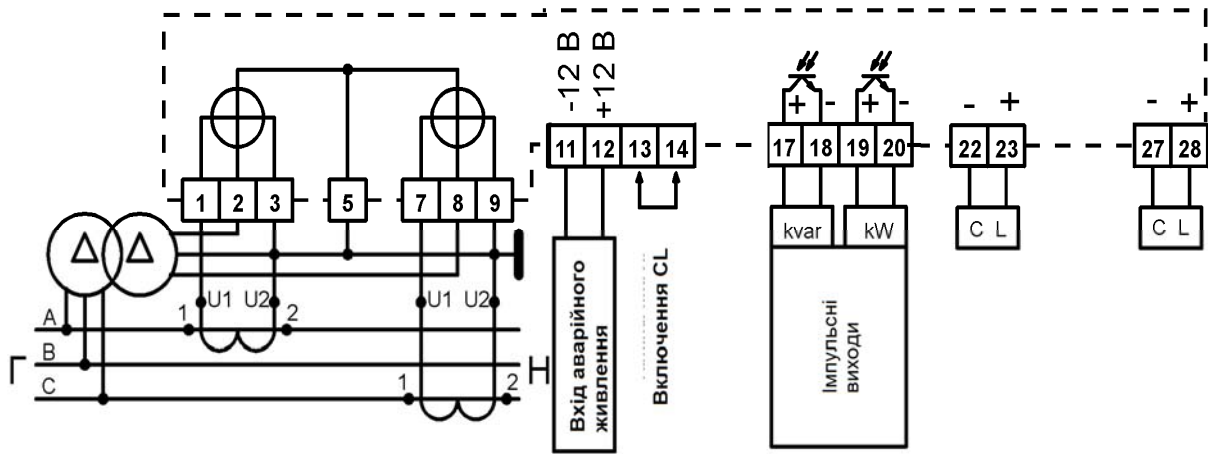 -12 В
+12 В
+ - + -
- +
- +
11 12 13 14
17 18 19 20
22 23
27 28
1 2 3
5
7 8 9
Δ Δ
kvar kW
C L
C L
U1 U2
U1 U2
A 1 2
Г B Н
C 1 2
Вхід аварійного
живлення
Включення CL
Імпульсні
виходи